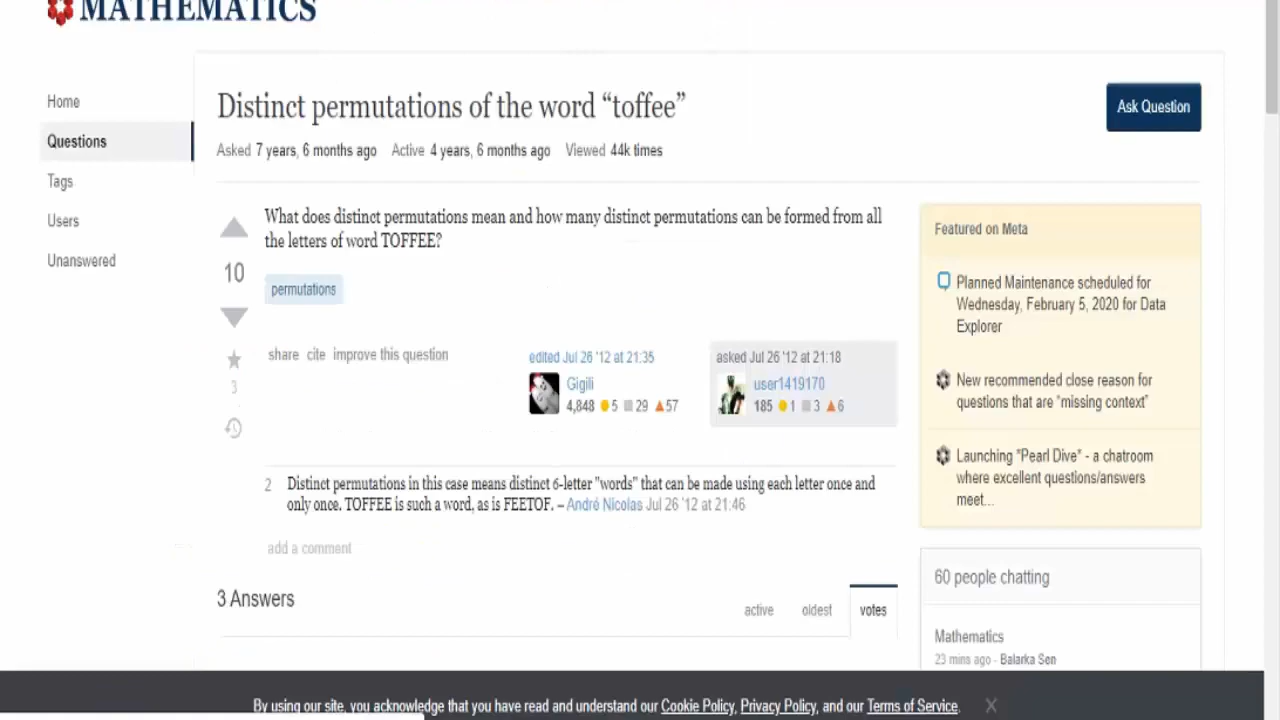 MATHEMATICS
Home
Questions
Tags
Users
Unanswered
Distinct permutations of the word “toffee”
Ask Question
Asked 7 years, 6 months ago Active 4 years, 6 months ago Viewed 44k times
What does distinct permutations mean and how many distinct permutations can be formed from all
the letters of word TOFFEE?
10
permutations
3
share cite improve this question
edited Jul 26 '12 at 21:35
Gigili
4,848 5 29 57
asked Jul 26 '12 at 21:18
user1419170
185 1 3 6
2 Distinct permutations in this case means distinct 6-letter "words" that can be made using each letter once and
only once. TOFFEE is such a word, as is FEETOF. – André Nicolas Jul 26 '12 at 21:46
add a comment
3 Answers
active oldest votes
Featured on Meta
Planned Maintenance scheduled for
Wednesday, February 5, 2020 for Data
Explorer
New recommended close reason for
questions that are “missing context”
Launching "Pearl Dive" - a chatroom
where excellent questions/answers
meet...
60 people chatting
Mathematics
23 mins ago - Balarka Sen
By using our site, you acknowledge that you have read and understand our Cookie Policy, Privacy Policy, and our Terms of Service. X